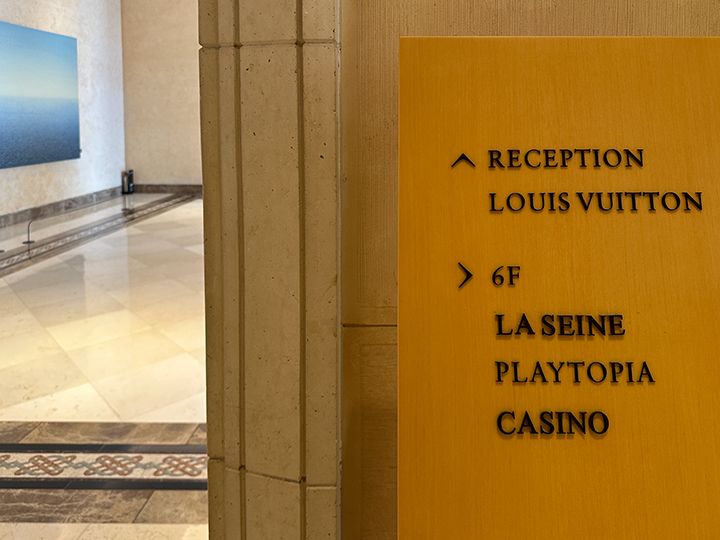 RECEPTION
LOUIS VUITTON
6F
LA SEINE
PLAYTOPIA
CASINO